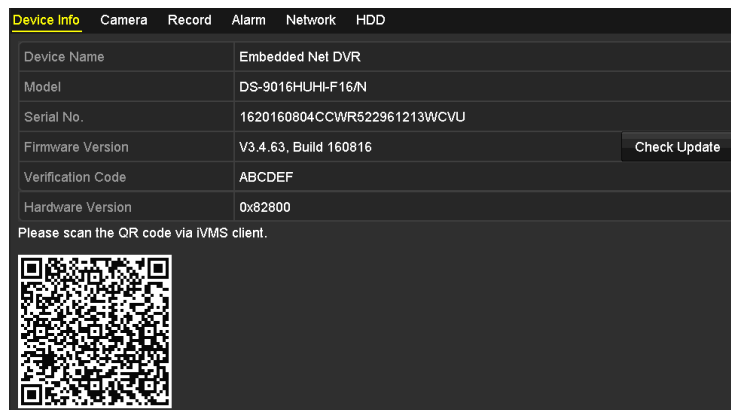 Device Info Camera Record Alarm Network HDD
Device Name Embedded Net DVR
Model DS-9016HUHI-F16/N
Serial No. 1620160804CCWR522961213WCVU
Firmware Version V3.4.63, Build 160816 Check Update
Verification Code ABCDEF
Hardware Version 0x82800
Please scan the QR code via iVMS client.